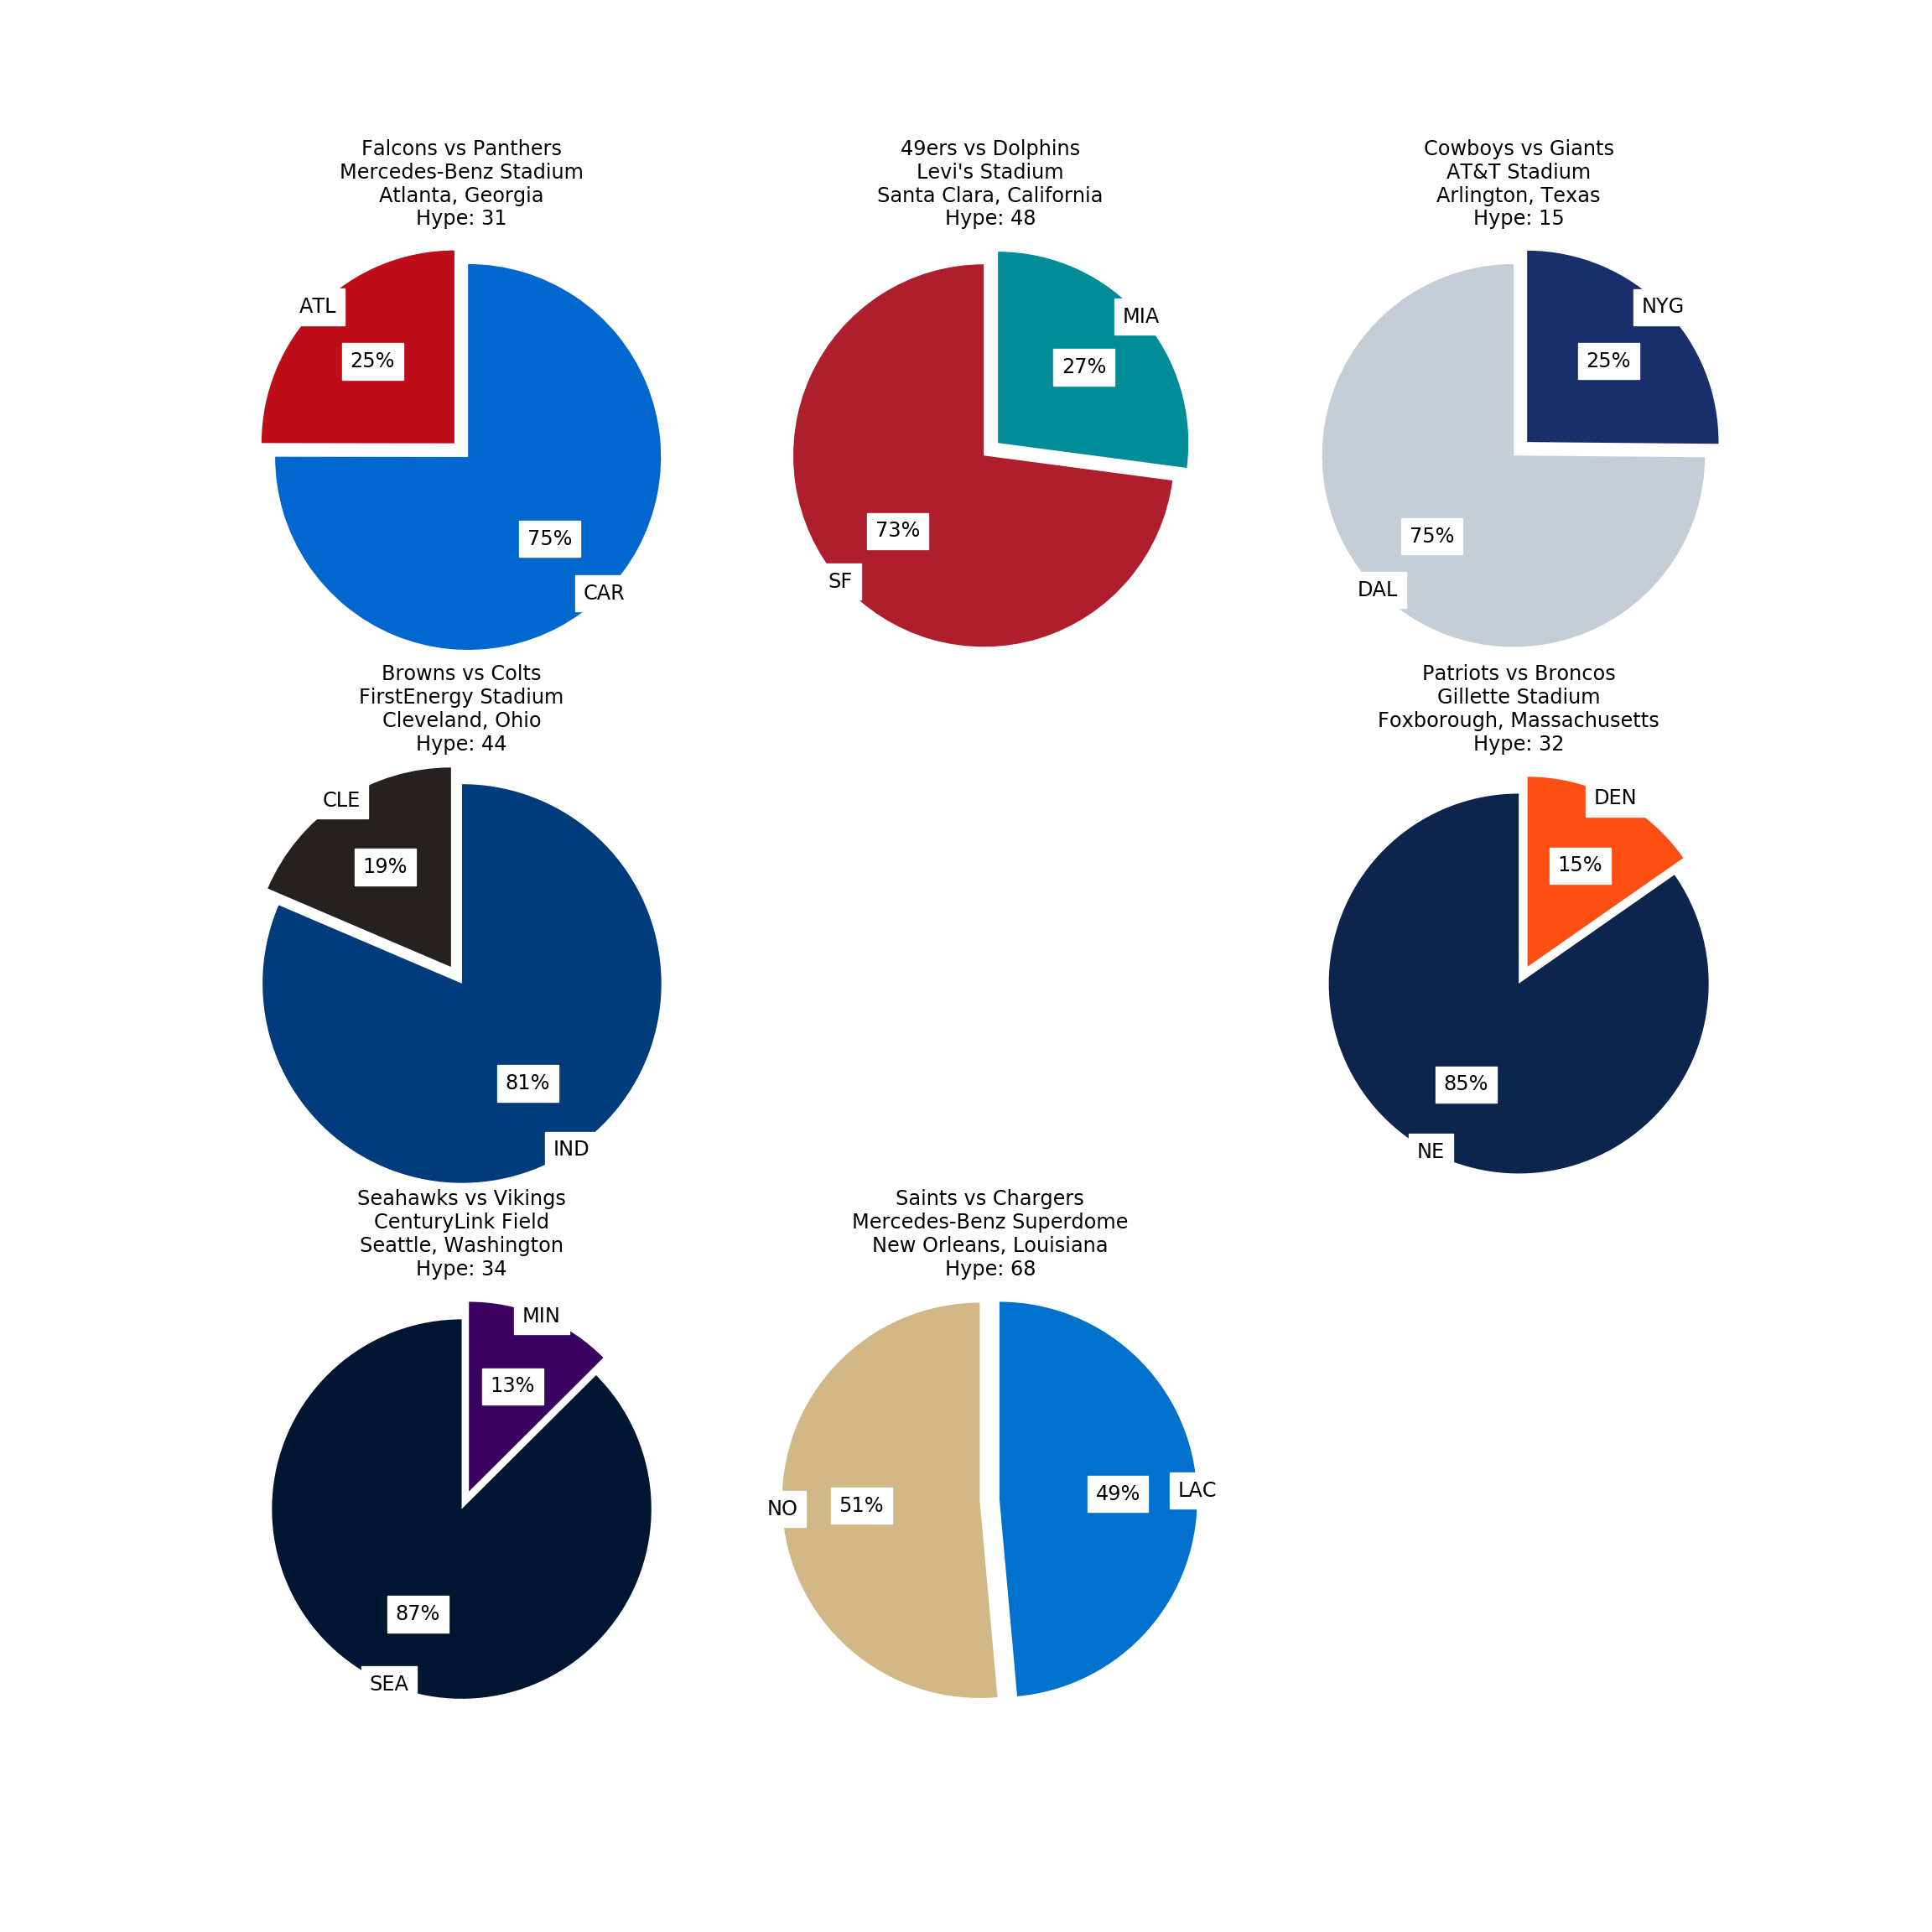 Falcons vs Panthers
Mercedes-Benz Stadium
Atlanta, Georgia
Hype: 31
ATL
25%
75%
CAR
49ers vs Dolphins
Levi's Stadium
Santa Clara, California
Hype: 48
MIA
27%
73%
SF
Cowboys vs Giants
AT&T Stadium
Arlington, Texas
Hype: 15
NYG
25%
75%
DAL
Browns vs Colts
FirstEnergy Stadium
Cleveland, Ohio
Hype: 44
CLE
19%
81%
IND
Patriots vs Broncos
Gillette Stadium
Foxborough, Massachusetts
Hype: 32
DEN
15%
85%
NE
Seahawks vs Vikings
CenturyLink Field
Seattle, Washington
Hype: 34
MIN
13%
87%
SEA
Saints vs Chargers
Mercedes-Benz Superdome
New Orleans, Louisiana
Hype: 68
NO
51%
49%
LAC